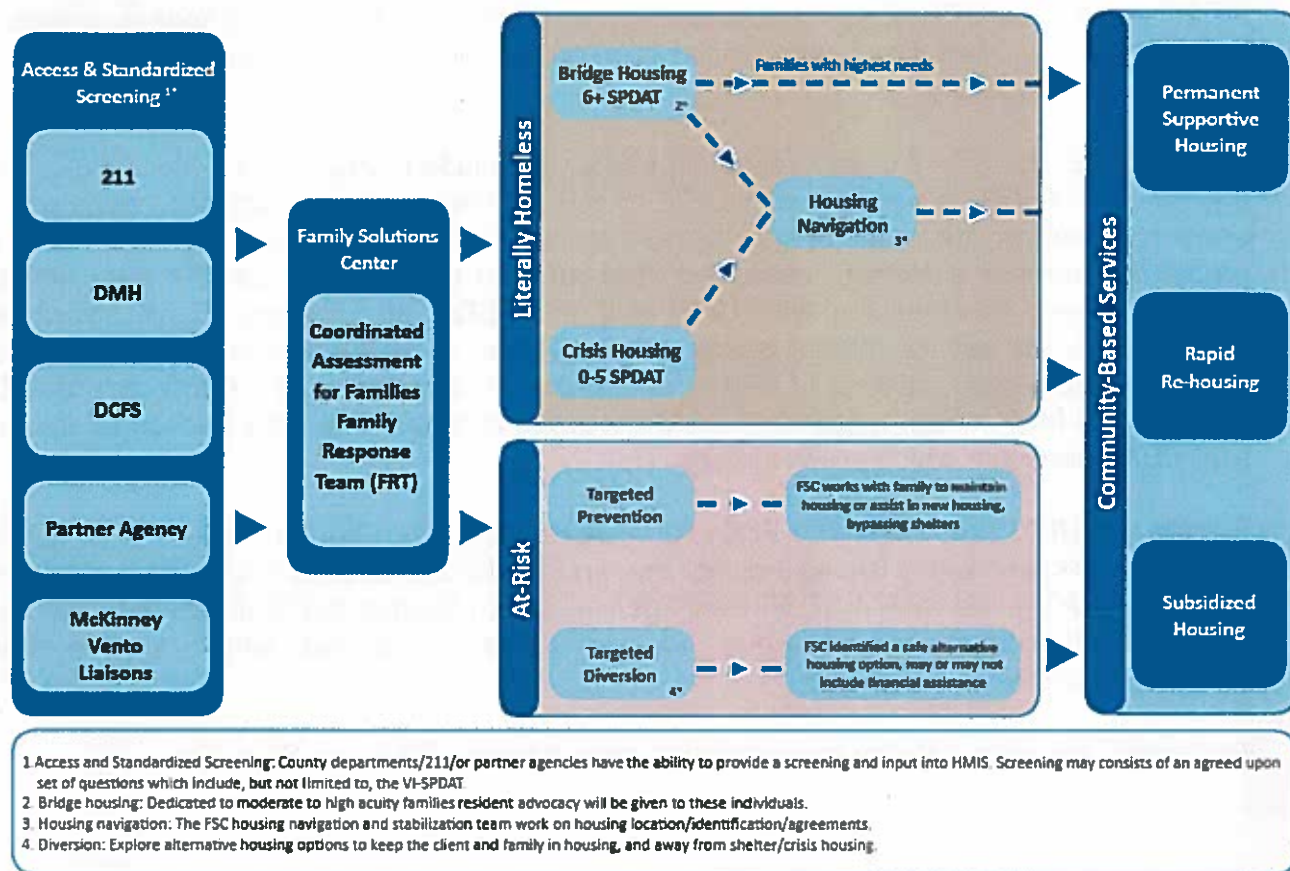 Access & Standardized
Screening 1*
211
DMH
DCFS
Partner Agency
McKinney
Vento
Liaisons
Family Solutions
Center
Coordinated
Assessment
for Families
Family
Response
Team (FRT)
Literally Homeless
Bridge Housing
6+ SPDAT
2*
Families with highest needs
Housing
Navigation
3*
Crisis Housing
0-5 SPDAT
At-Risk
Targeted
Prevention
FSC works with family to maintain
housing or assist in new housing,
bypassing shelters
Targeted
Diversion
4*
FSC identified a safe alternative
housing option, may or may not
include financial assistance
Community-Based Services
Permanent
Supportive
Housing
Rapid
Re-housing
Subsidized
Housing
1 Access and Standardized Screening: County departments/211/or partner agencies have the ability to provide a screening and input into HMIS. Screening may consists of an agreed upon
set of questions which include, but not limited to, the VI-SPDAT.
2. Bridge housing: Dedicated to moderate to high acuity families resident advocacy will be given to these individuals.
3. Housing navigation: The FSC housing navigation and stabilization team work on housing location/identification/agreements.
4. Diversion: Explore alternative housing options to keep the client and family in housing, and away from shelter/crisis housing.